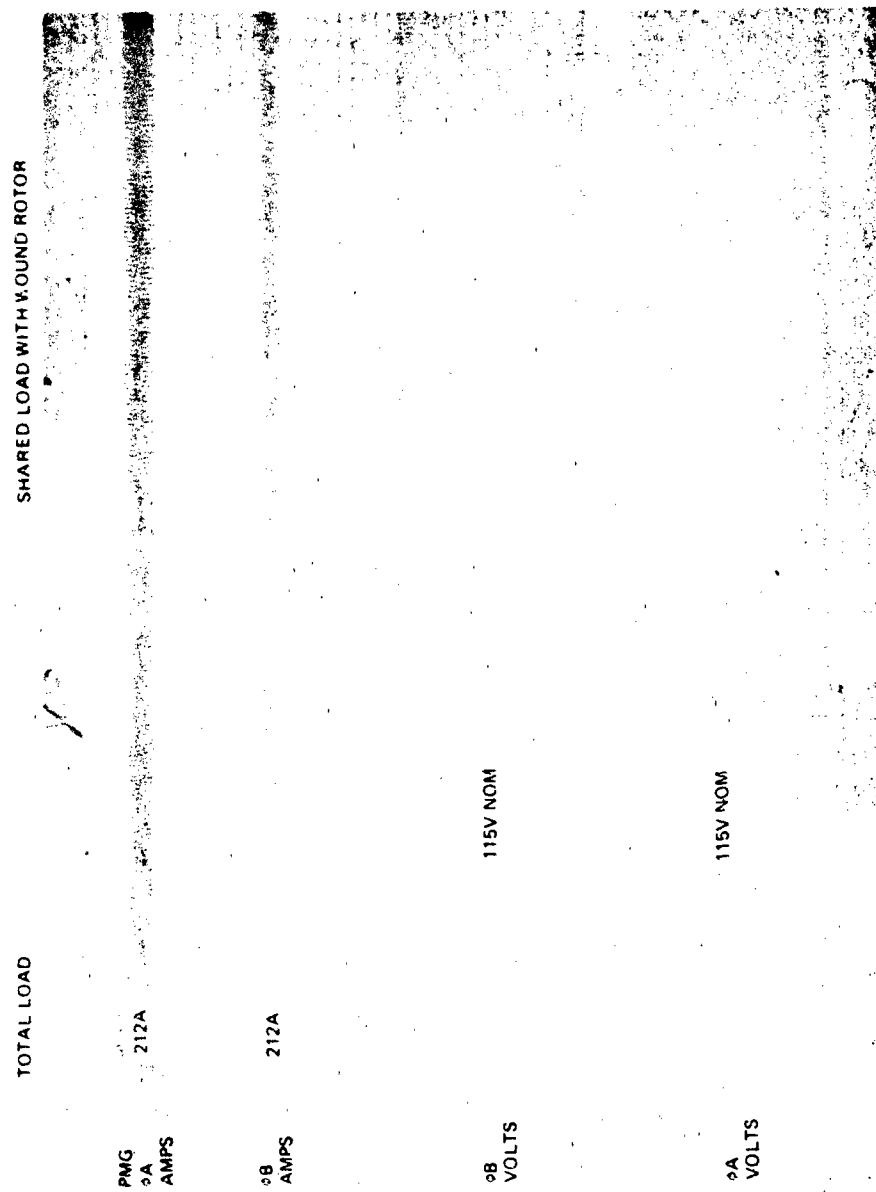 TOTAL LOAD
SHARED LOAD WITH WOUND ROTOR
PMG
φA
AMPS
212A
φB
AMPS
212A
φB
VOLTS
115V NOM
φA
VOLTS
115V NOM